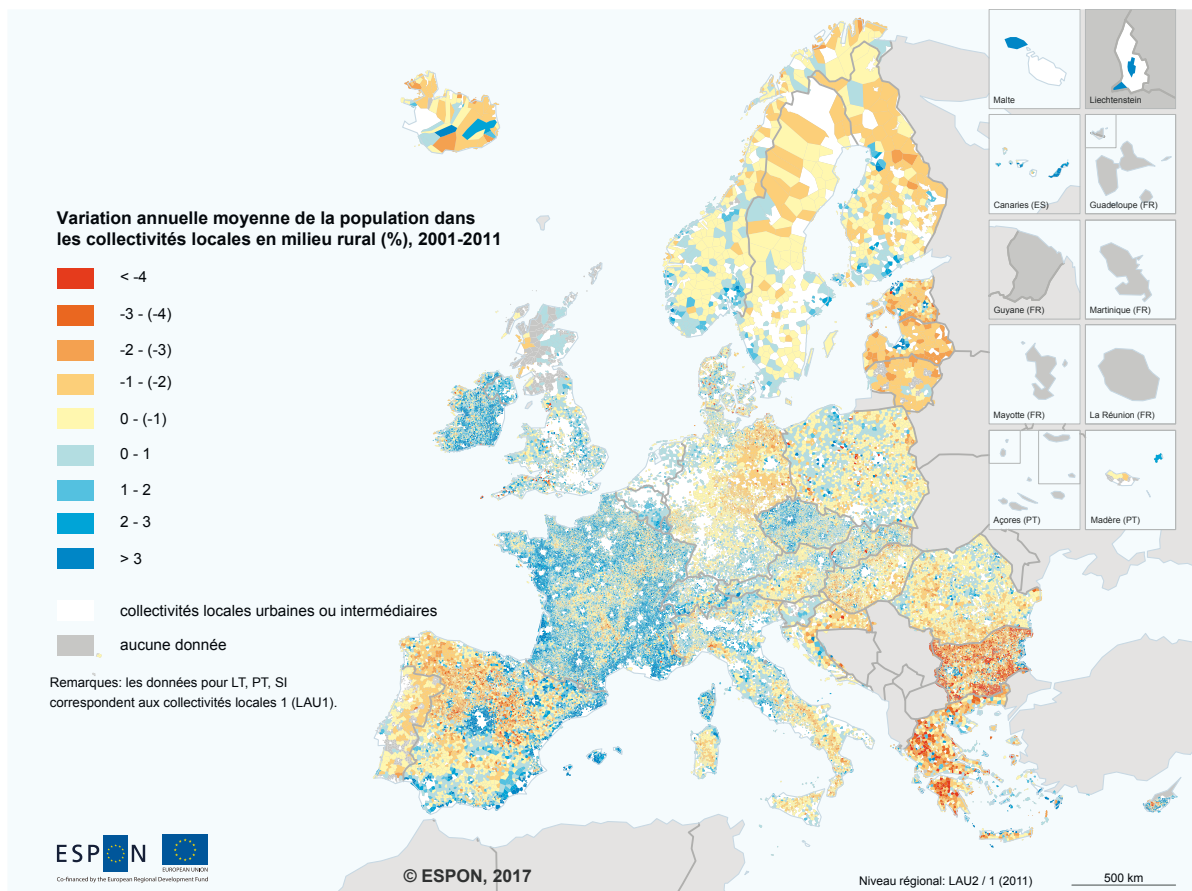 Malte
Liechtenstein
Canaries (ES)
Guadeloupe (FR)
Guyane (FR)
Martinique (FR)
Mayotte (FR)
La Réunion (FR)
Açores (PT)
Madère (PT)
Variation annuelle moyenne de la population dans
les collectivités locales en milieu rural (%), 2001-2011
< -4
-3 - (-4)
-2 - (-3)
-1 - (-2)
0 - (-1)
0 - 1
1 - 2
2 - 3
> 3
collectivités locales urbaines ou intermédiaires
aucune donnée
Remarques: les données pour LT, PT, SI
correspondent aux collectivités locales 1 (LAU1).
ESPON
EUROPEAN UNION
Co-financed by the European Regional Development Fund
© ESPON, 2017
Niveau régional: LAU2 / 1 (2011)
500 km